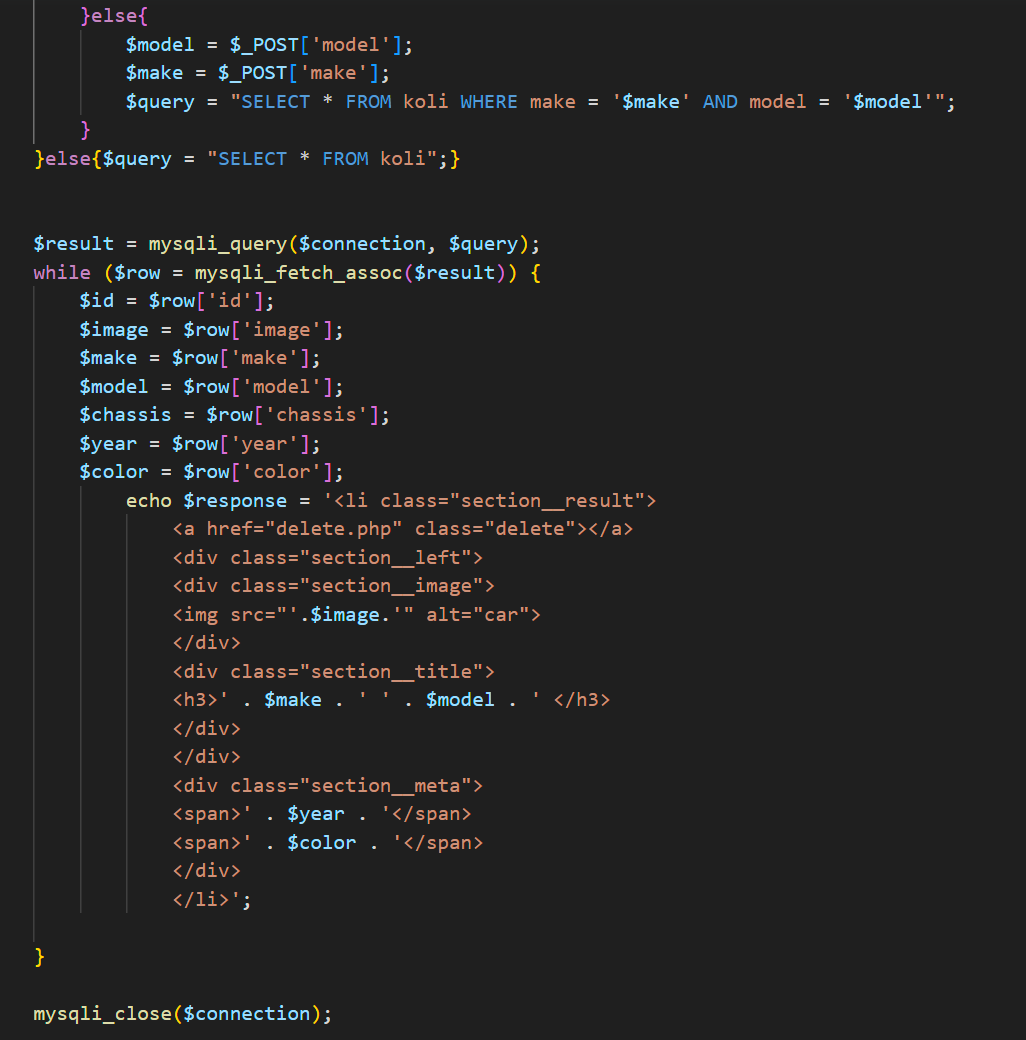 }else{
$model = $_POST['model'];
$make = $_POST['make'];
$query = "SELECT * FROM koli WHERE make = '$make' AND model = '$model'";
}
}else{$query = "SELECT * FROM koli";}
$result = mysqli_query($connection, $query);
while ($row = mysqli_fetch_assoc($result)) {
$id = $row['id'];
$image = $row['image'];
$make = $row['make'];
$model = $row['model'];
$chassis = $row['chassis'];
$year = $row['year'];
$color = $row['color'];
echo $response = '<li class="section__result">
<a href="delete.php" class="delete"></a>
<div class="section__left">
<div class="section__image">
<img src="'.$image.'" alt="car">
</div>
<div class="section__title">
<h3>' . $make . ' ' . $model . ' </h3>
</div>
</div>
<div class="section__meta">
<span>' . $year . '</span>
<span>' . $color . '</span>
</div>
</li>';
}
mysqli_close($connection);